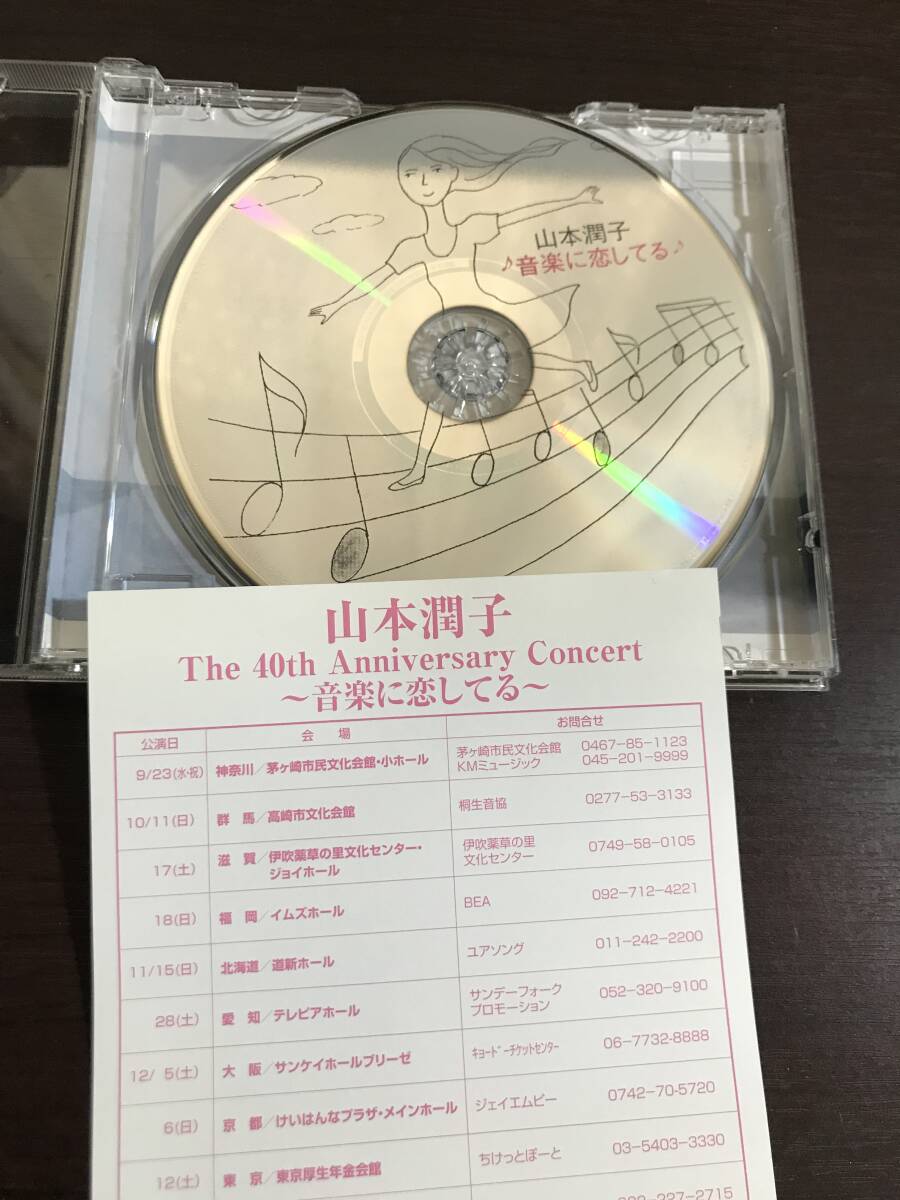 山本潤子
♪音楽に恋してる♪
山本潤子
The 40th Anniversary Concert
～音楽に恋してる～
公演日 会　場 お問合せ
9/23(水・祝) 神奈川／茅ヶ崎市民文化会館・小ホール 茅ヶ崎市民文化会館 0467-85-1123
KMミュージック 045-201-9999
10/11(日) 群　馬／高崎市文化会館 桐生音協 0277-53-3133
17(土) 滋　賀／伊吹薬草の里文化センター・ 伊吹薬草の里 0749-58-0105
ジョイホール 文化センター
18(日) 福　岡／イムズホール BEA 092-712-4221
11/15(日) 北海道／道新ホール ユアソング 011-242-2200
28(土) 愛　知／テレピアホール サンデーフォーク 052-320-9100
プロモーション
12/ 5(土) 大　阪／サンケイホールブリーゼ ｷｮｰﾄﾞｰﾁｹｯﾄｾﾝﾀｰ 06-7732-8888
6(日) 京　都／けいはんなプラザ・メインホール ジェイエムピー 0742-70-5720
12(土) 東　京／東京厚生年金会館 ちけっとぽーと 03-5403-3330